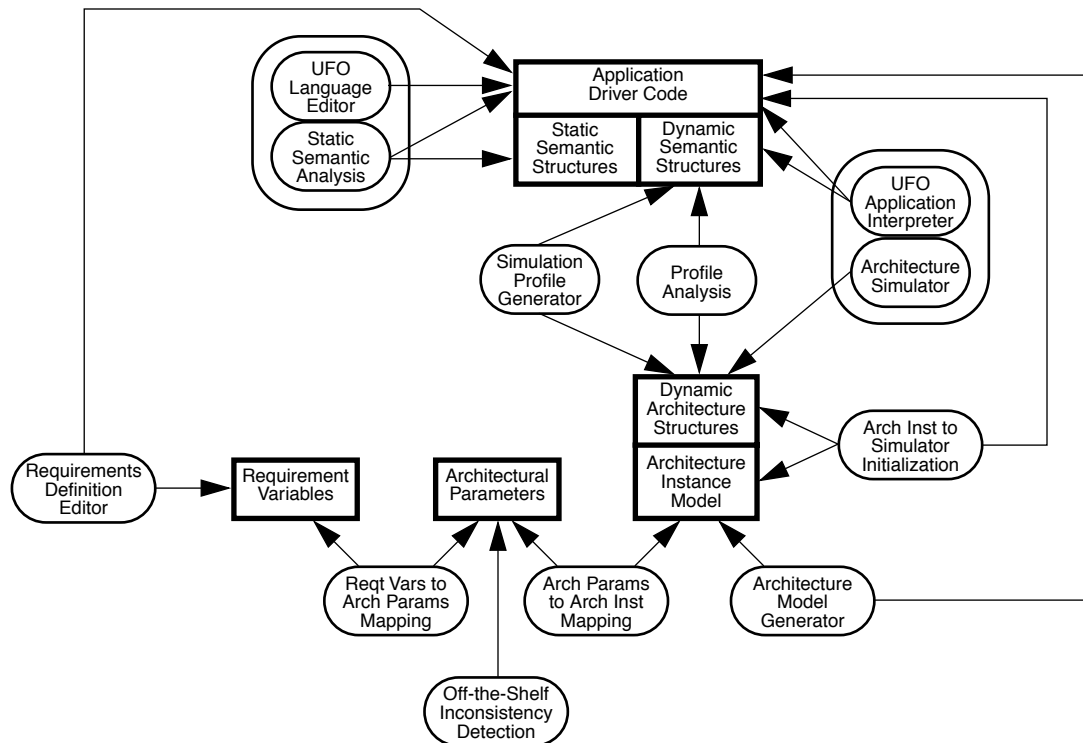 UFO
Language
Editor
Static
Semantic
Analysis
Application
Driver Code
Static
Semantic
Structures
Dynamic
Semantic
Structures
UFO
Application
Interpreter
Architecture
Simulator
Simulation
Profile
Generator
Profile
Analysis
Dynamic
Architecture
Structures
Architecture
Instance
Model
Arch Inst to
Simulator
Initialization
Requirements
Definition
Editor
Requirement
Variables
Architectural
Parameters
Reqt Vars to
Arch Params
Mapping
Arch Params
to Arch Inst
Mapping
Architecture
Model
Generator
Off-the-Shelf
Inconsistency
Detection